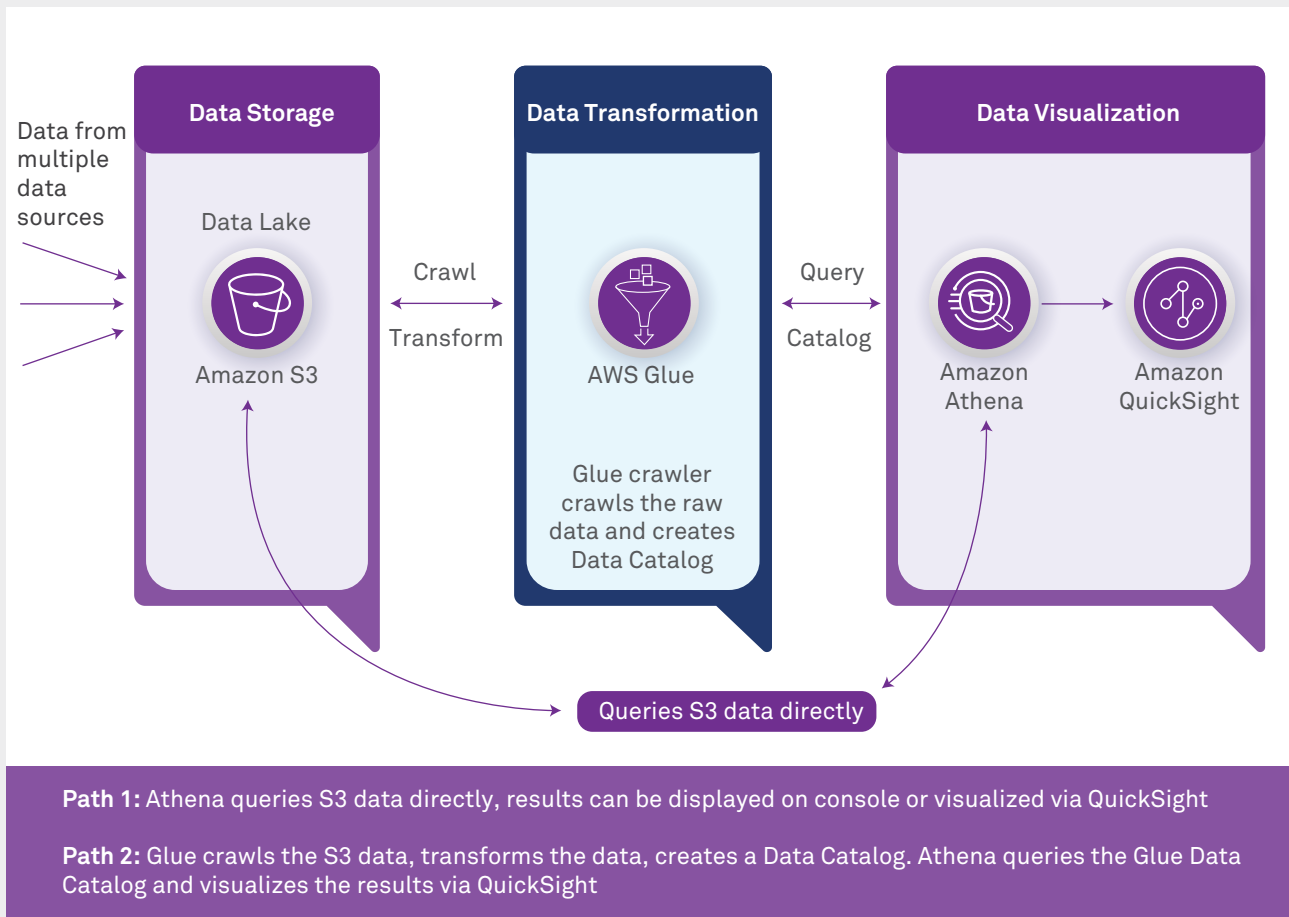 Data from
multiple
data
sources
Data Storage
Data Lake
Amazon S3
Crawl
Transform
Data Transformation
AWS Glue
Glue crawler
crawls the raw
data and creates
Data Catalog
Query
Catalog
Data Visualization
Amazon
Athena
Amazon
QuickSight
Queries S3 data directly
Path 1: Athena queries S3 data directly, results can be displayed on console or visualized via QuickSight
Path 2: Glue crawls the S3 data, transforms the data, creates a Data Catalog. Athena queries the Glue Data
Catalog and visualizes the results via QuickSight